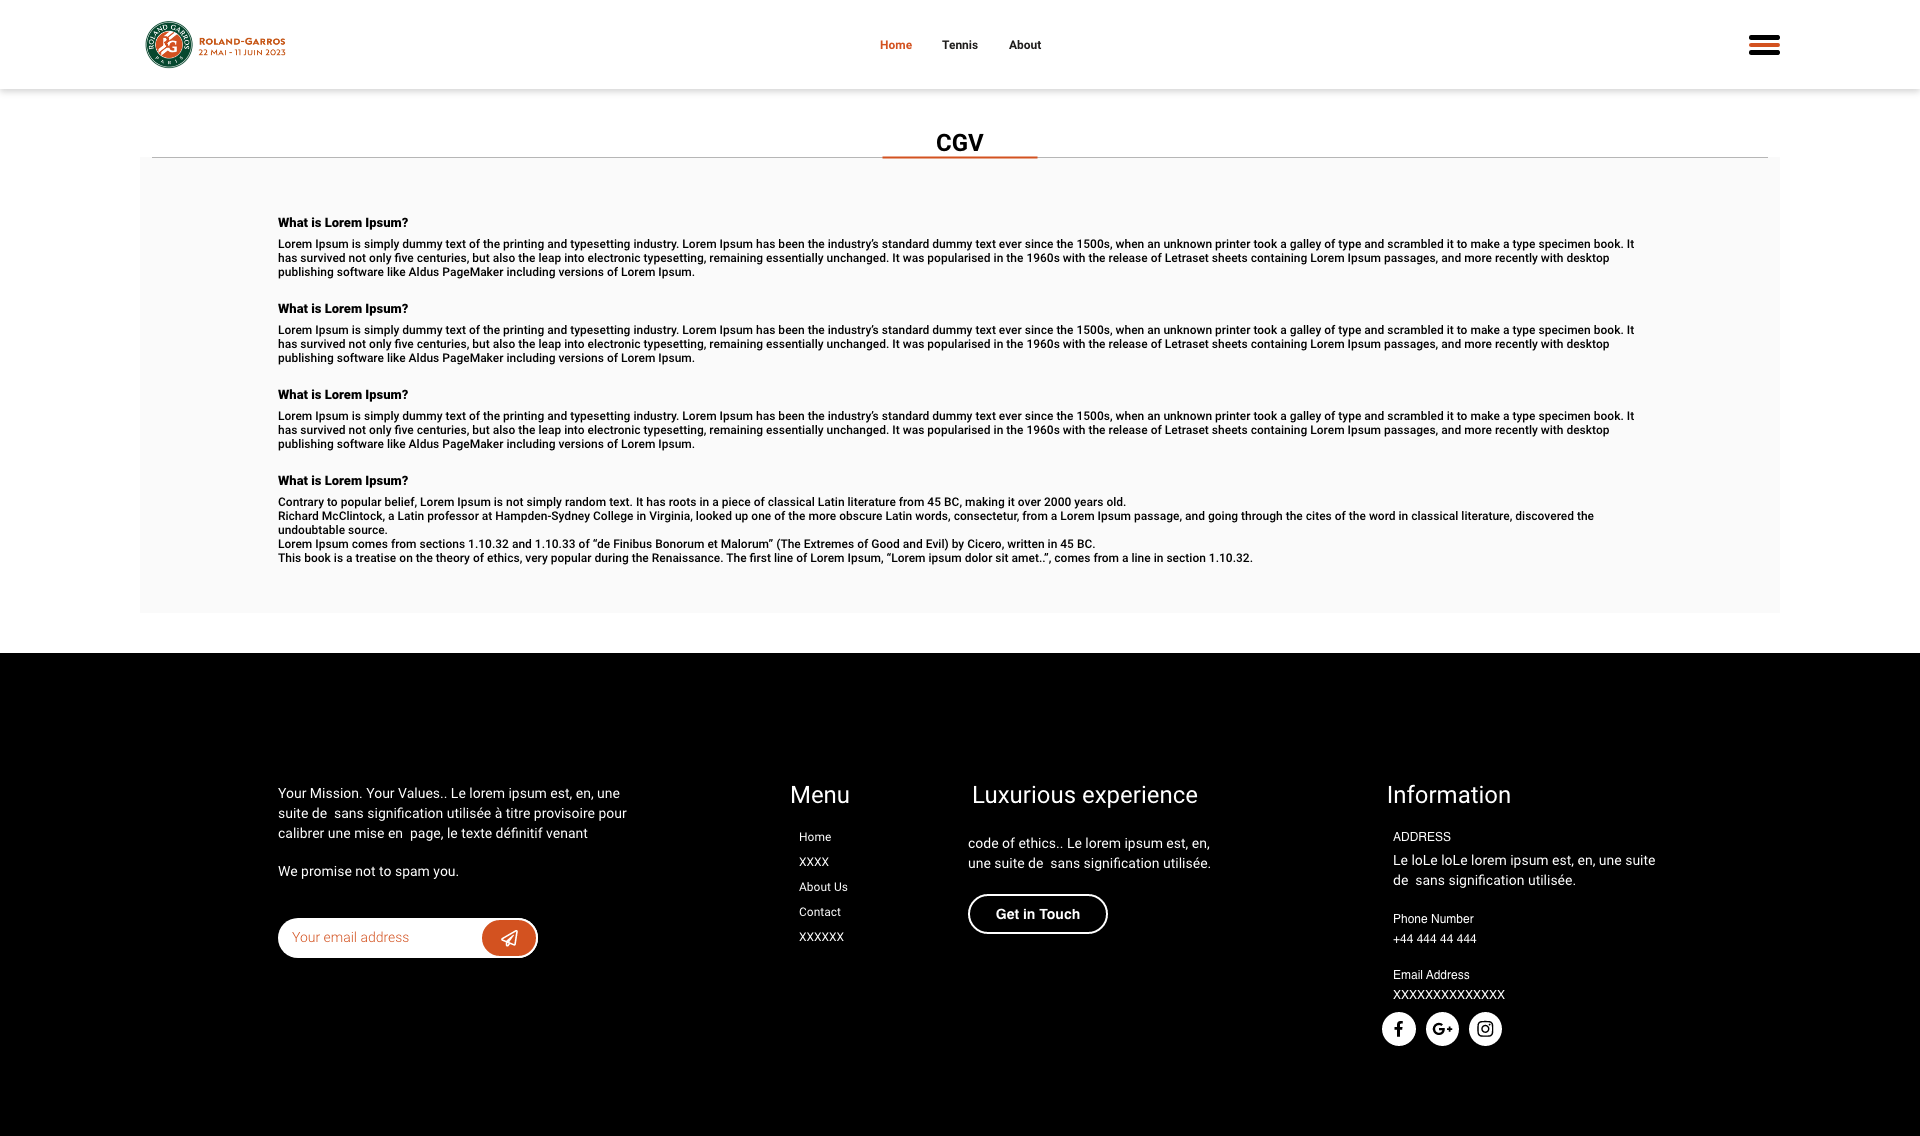 ROLAND GARROS
PARIS
ROLAND-GARROS
22 MAI - 11 JUIN 2023
Home
Tennis
About
CGV
What is Lorem Ipsum?
Lorem Ipsum is simply dummy text of the printing and typesetting industry. Lorem Ipsum has been the industry’s standard dummy text ever since the 1500s, when an unknown printer took a galley of type and scrambled it to make a type specimen book. It
has survived not only five centuries, but also the leap into electronic typesetting, remaining essentially unchanged. It was popularised in the 1960s with the release of Letraset sheets containing Lorem Ipsum passages, and more recently with desktop
publishing software like Aldus PageMaker including versions of Lorem Ipsum.
What is Lorem Ipsum?
Lorem Ipsum is simply dummy text of the printing and typesetting industry. Lorem Ipsum has been the industry’s standard dummy text ever since the 1500s, when an unknown printer took a galley of type and scrambled it to make a type specimen book. It
has survived not only five centuries, but also the leap into electronic typesetting, remaining essentially unchanged. It was popularised in the 1960s with the release of Letraset sheets containing Lorem Ipsum passages, and more recently with desktop
publishing software like Aldus PageMaker including versions of Lorem Ipsum.
What is Lorem Ipsum?
Lorem Ipsum is simply dummy text of the printing and typesetting industry. Lorem Ipsum has been the industry’s standard dummy text ever since the 1500s, when an unknown printer took a galley of type and scrambled it to make a type specimen book. It
has survived not only five centuries, but also the leap into electronic typesetting, remaining essentially unchanged. It was popularised in the 1960s with the release of Letraset sheets containing Lorem Ipsum passages, and more recently with desktop
publishing software like Aldus PageMaker including versions of Lorem Ipsum.
What is Lorem Ipsum?
Contrary to popular belief, Lorem Ipsum is not simply random text. It has roots in a piece of classical Latin literature from 45 BC, making it over 2000 years old.
Richard McClintock, a Latin professor at Hampden-Sydney College in Virginia, looked up one of the more obscure Latin words, consectetur, from a Lorem Ipsum passage, and going through the cites of the word in classical literature, discovered the
undoubtable source.
Lorem Ipsum comes from sections 1.10.32 and 1.10.33 of “de Finibus Bonorum et Malorum” (The Extremes of Good and Evil) by Cicero, written in 45 BC.
This book is a treatise on the theory of ethics, very popular during the Renaissance. The first line of Lorem Ipsum, “Lorem ipsum dolor sit amet..”, comes from a line in section 1.10.32.
Your Mission. Your Values.. Le lorem ipsum est, en, une
suite de  sans signification utilisée à titre provisoire pour
calibrer une mise en  page, le texte définitif venant
We promise not to spam you.
Your email address
Menu
Home
XXXX
About Us
Contact
XXXXXX
Luxurious experience
code of ethics.. Le lorem ipsum est, en,
une suite de  sans signification utilisée.
Get in Touch
Information
ADDRESS
Le loLe loLe lorem ipsum est, en, une suite
de  sans signification utilisée.
Phone Number
+44 444 44 444
Email Address
XXXXXXXXXXXXXX